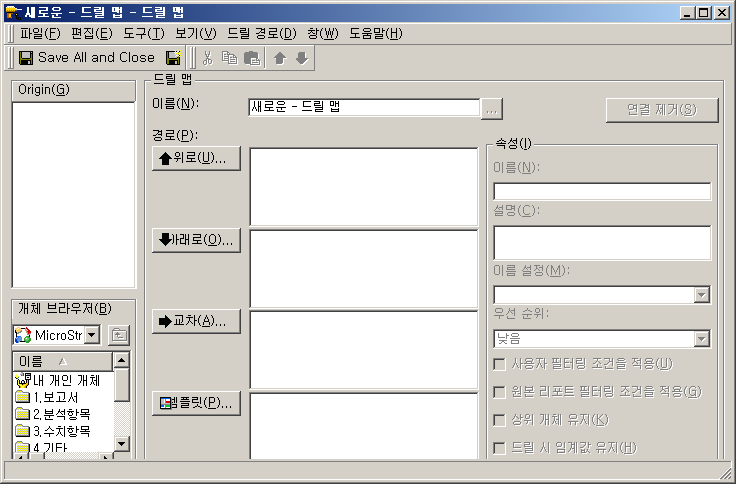 새로운 - 드릴 맵 - 드릴 맵
파일(F) 편집(E) 도구(T) 보기(V) 드릴 경로(D) 창(W) 도움말(H)
Save All and Close
Origin(G)
드릴 맵
이름(N):
새로운 - 드릴 맵
...
연결 제거(S)
경로(P):
위로(U)...
아래로(O)...
교차(A)...
템플릿(P)...
속성(I)
이름(N):
설명(C):
이름 설정(M):
우선 순위:
낮음
사용자 필터링 조건을 적용(U)
원본 리포트 필터링 조건을 적용(G)
상위 개체 유지(K)
드릴 시 임계값 유지(H)
개체 브라우저(B)
MicroStr
이름
내 개인 개체
1.보고서
2.분석항목
3.수치항목
4.기타